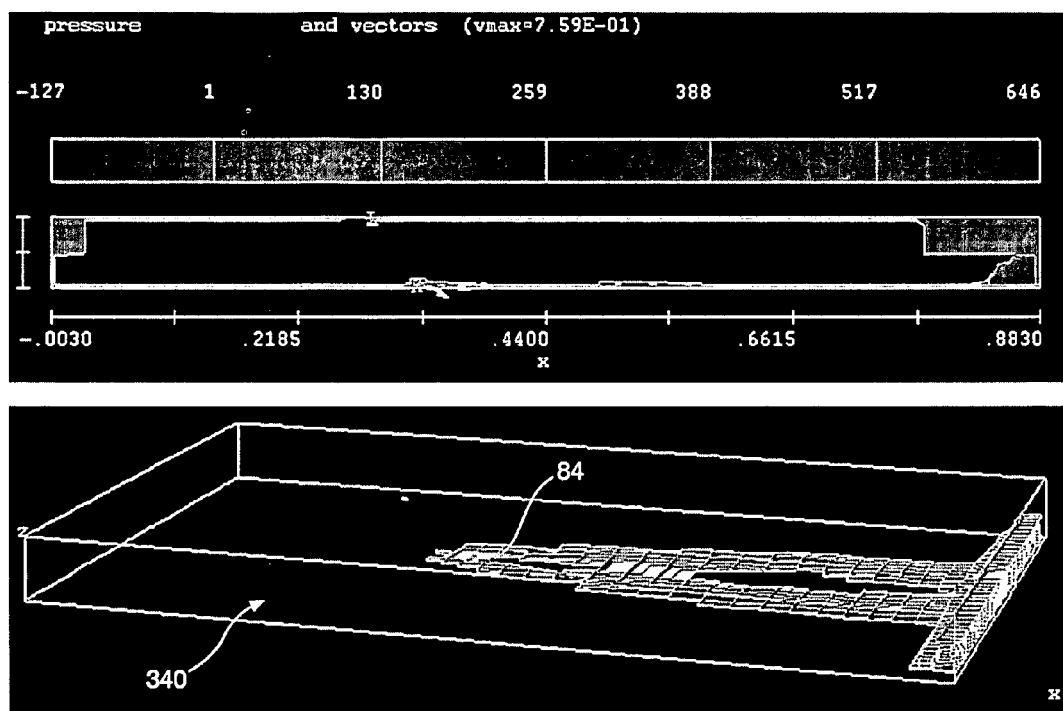 pressure and vectors (vmax=7.59E-01)
-127 1 130 259 388 517 646
-.0030 .2185 .4400 .6615 .8830
x
84
z
340
x